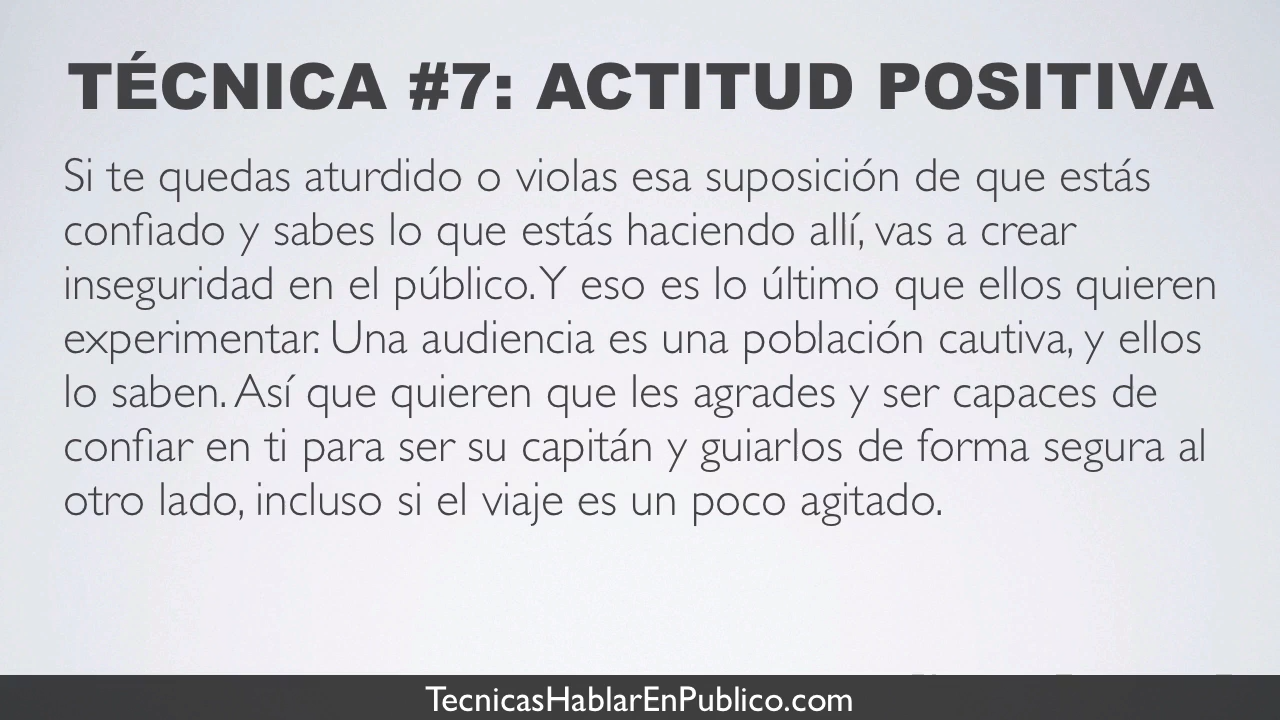 TÉCNICA #7: ACTITUD POSITIVA
Si te quedas aturdido o violas esa suposición de que estás
confiado y sabes lo que estás haciendo allí, vas a crear
inseguridad en el público. Y eso es lo último que ellos quieren
experimentar. Una audiencia es una población cautiva, y ellos
lo saben. Así que quieren que les agrades y ser capaces de
confiar en ti para ser su capitán y guiarlos de forma segura al
otro lado, incluso si el viaje es un poco agitado.
TecnicasHablarEnPublico.com